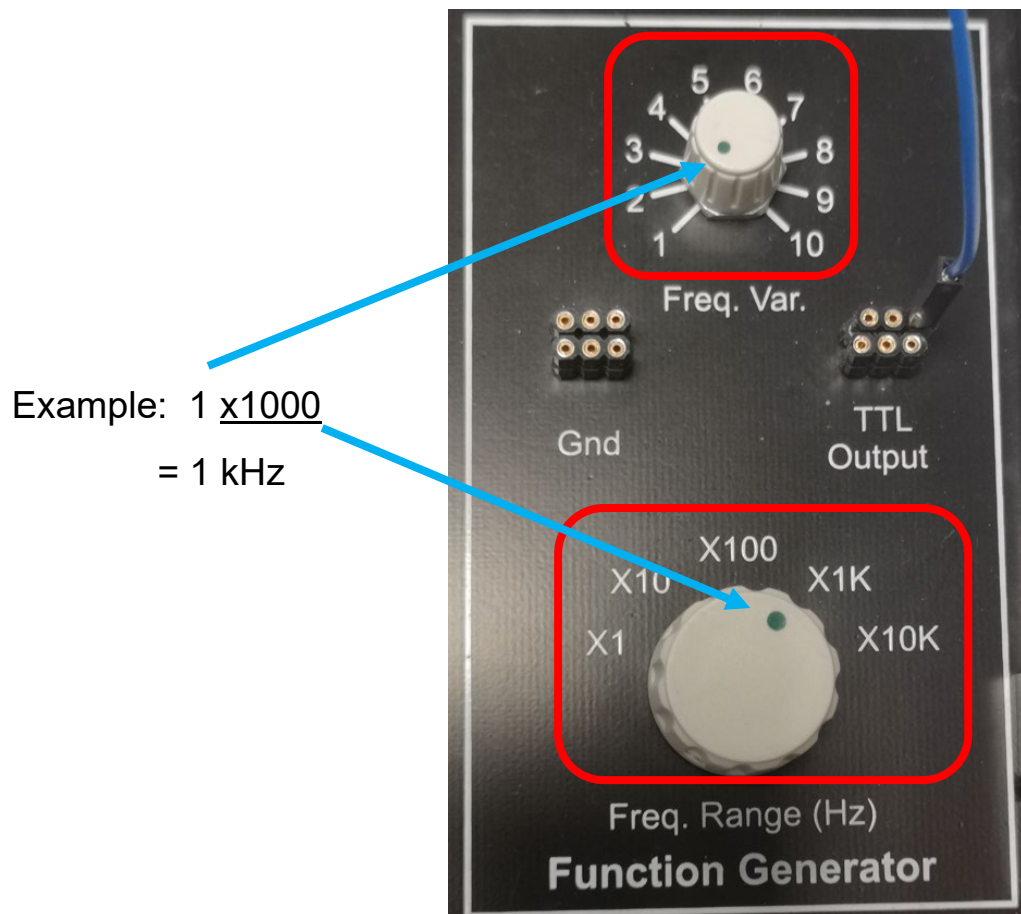 5 6
4 7
3 8
2 9
1 10
Freq. Var.
Example: 1 x1000
= 1 kHz
Gnd
TTL
Output
X100
X10 X1K
X1 X10K
Freq. Range (Hz)
Function Generator